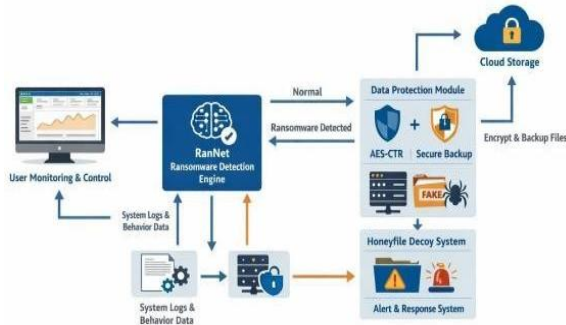 Cloud Storage
Normal
Data Protection Module
Ransomware Detected
RanNet
Ransomware Detection
Engine
AES-CTR
+
Secure Backup
Encrypt & Backup Files
User Monitoring & Control
FAKE
System Logs &
Behavior Data
Honeyfile Decoy System
Alert & Response System
System Logs &
Behavior Data